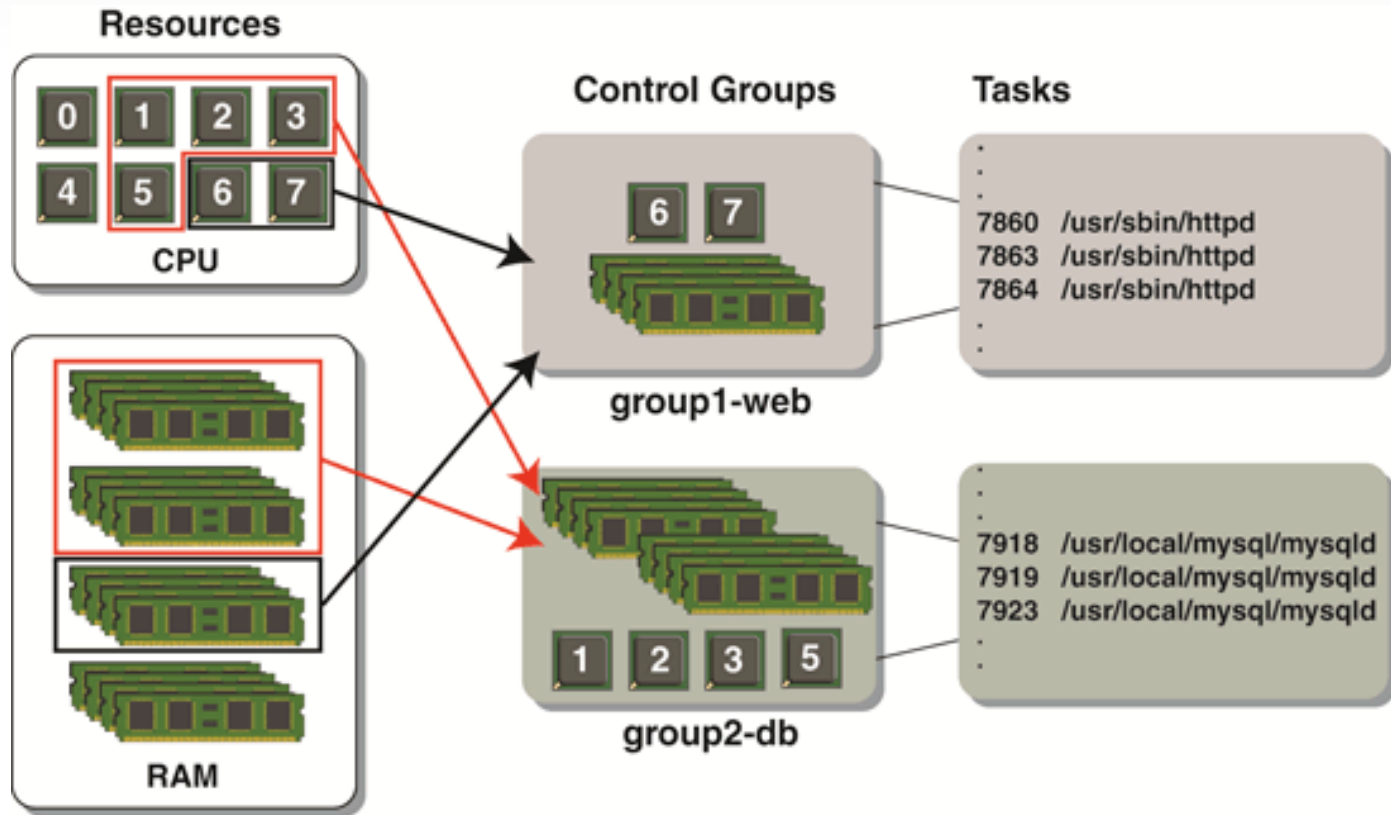 Resources
0 1 2 3
4 5 6 7
CPU
RAM
Control Groups
6 7
group1-web
1 2 3 5
group2-db
Tasks
.
.
.
7860 /usr/sbin/httpd
7863 /usr/sbin/httpd
7864 /usr/sbin/httpd
.
.
.
.
.
7918 /usr/local/mysql/mysqld
7919 /usr/local/mysql/mysqld
7923 /usr/local/mysql/mysqld
.
.